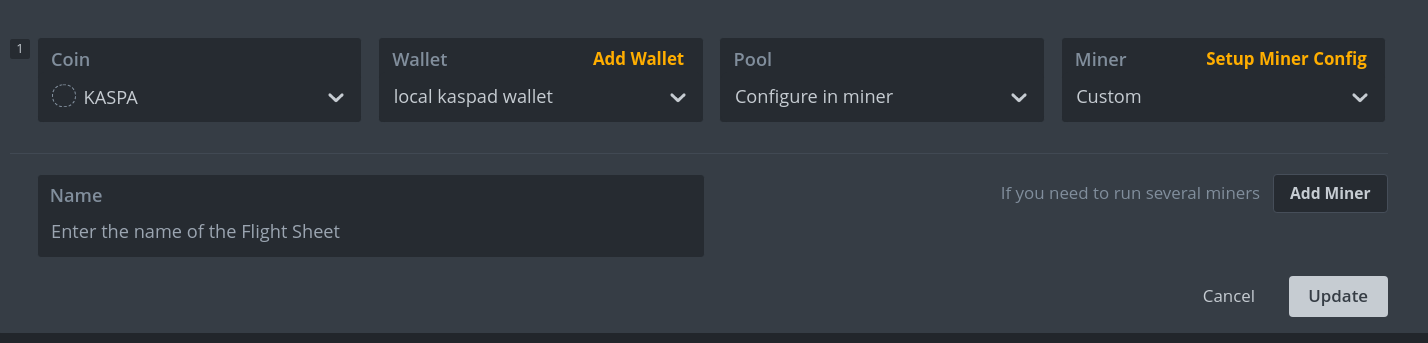 1
Coin
KASPA
Wallet Add Wallet
local kaspad wallet
Pool
Configure in miner
Miner Setup Miner Config
Custom
Name
Enter the name of the Flight Sheet
If you need to run several miners Add Miner
Cancel Update